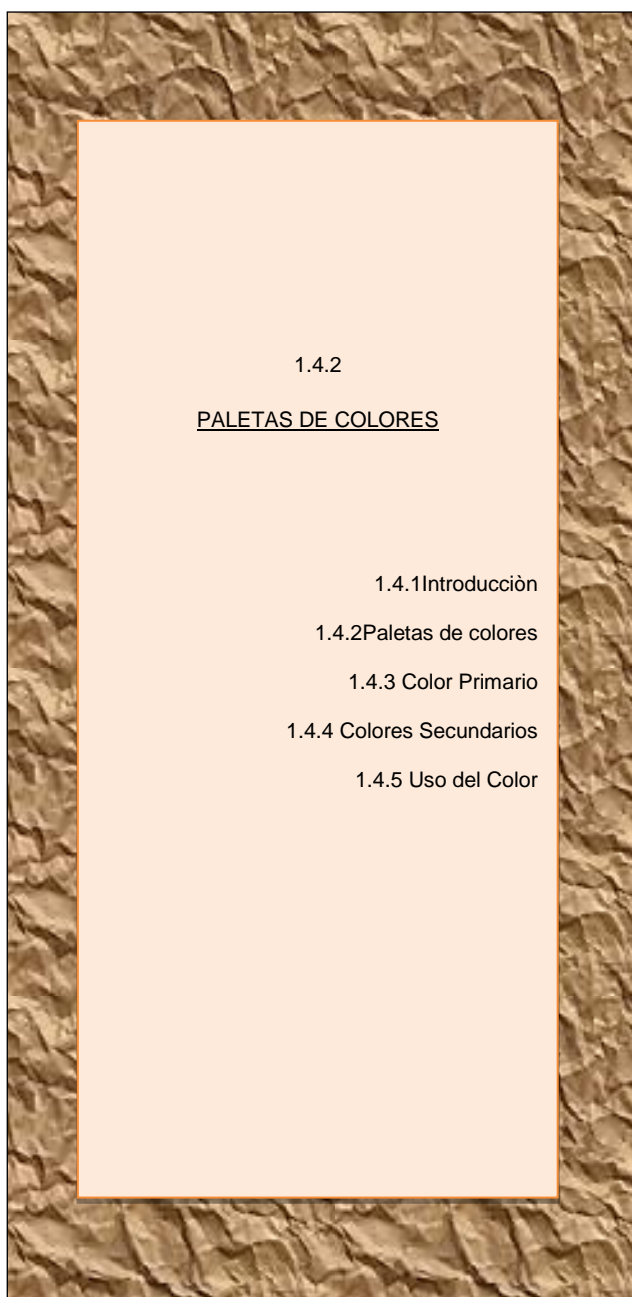 1.4.2
PALETAS DE COLORES
1.4.1Introducciòn
1.4.2Paletas de colores
1.4.3 Color Primario
1.4.4 Colores Secundarios
1.4.5 Uso del Color